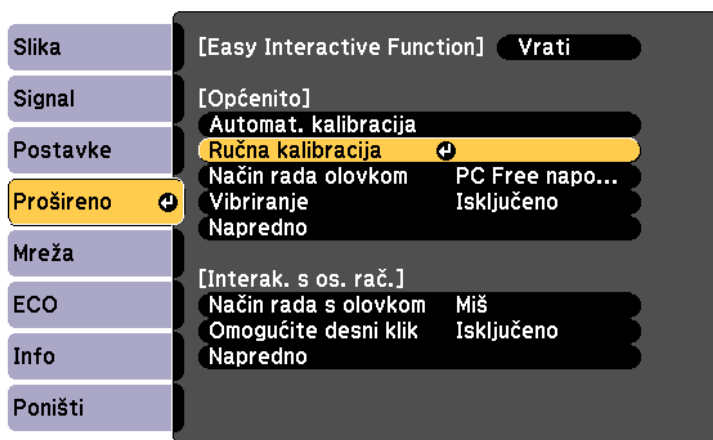 Slika
Signal
Postavke
Prošireno
Mreža
ECO
Info
Poništi
[Easy Interactive Function] Vrati
[Općenito]
Automat. kalibracija
Ručna kalibracija
Način rada olovkom PC Free napo...
Vibriranje Isključeno
Napredno
[Interak. s os. rač.]
Način rada s olovkom Miš
Omogućite desni klik Isključeno
Napredno